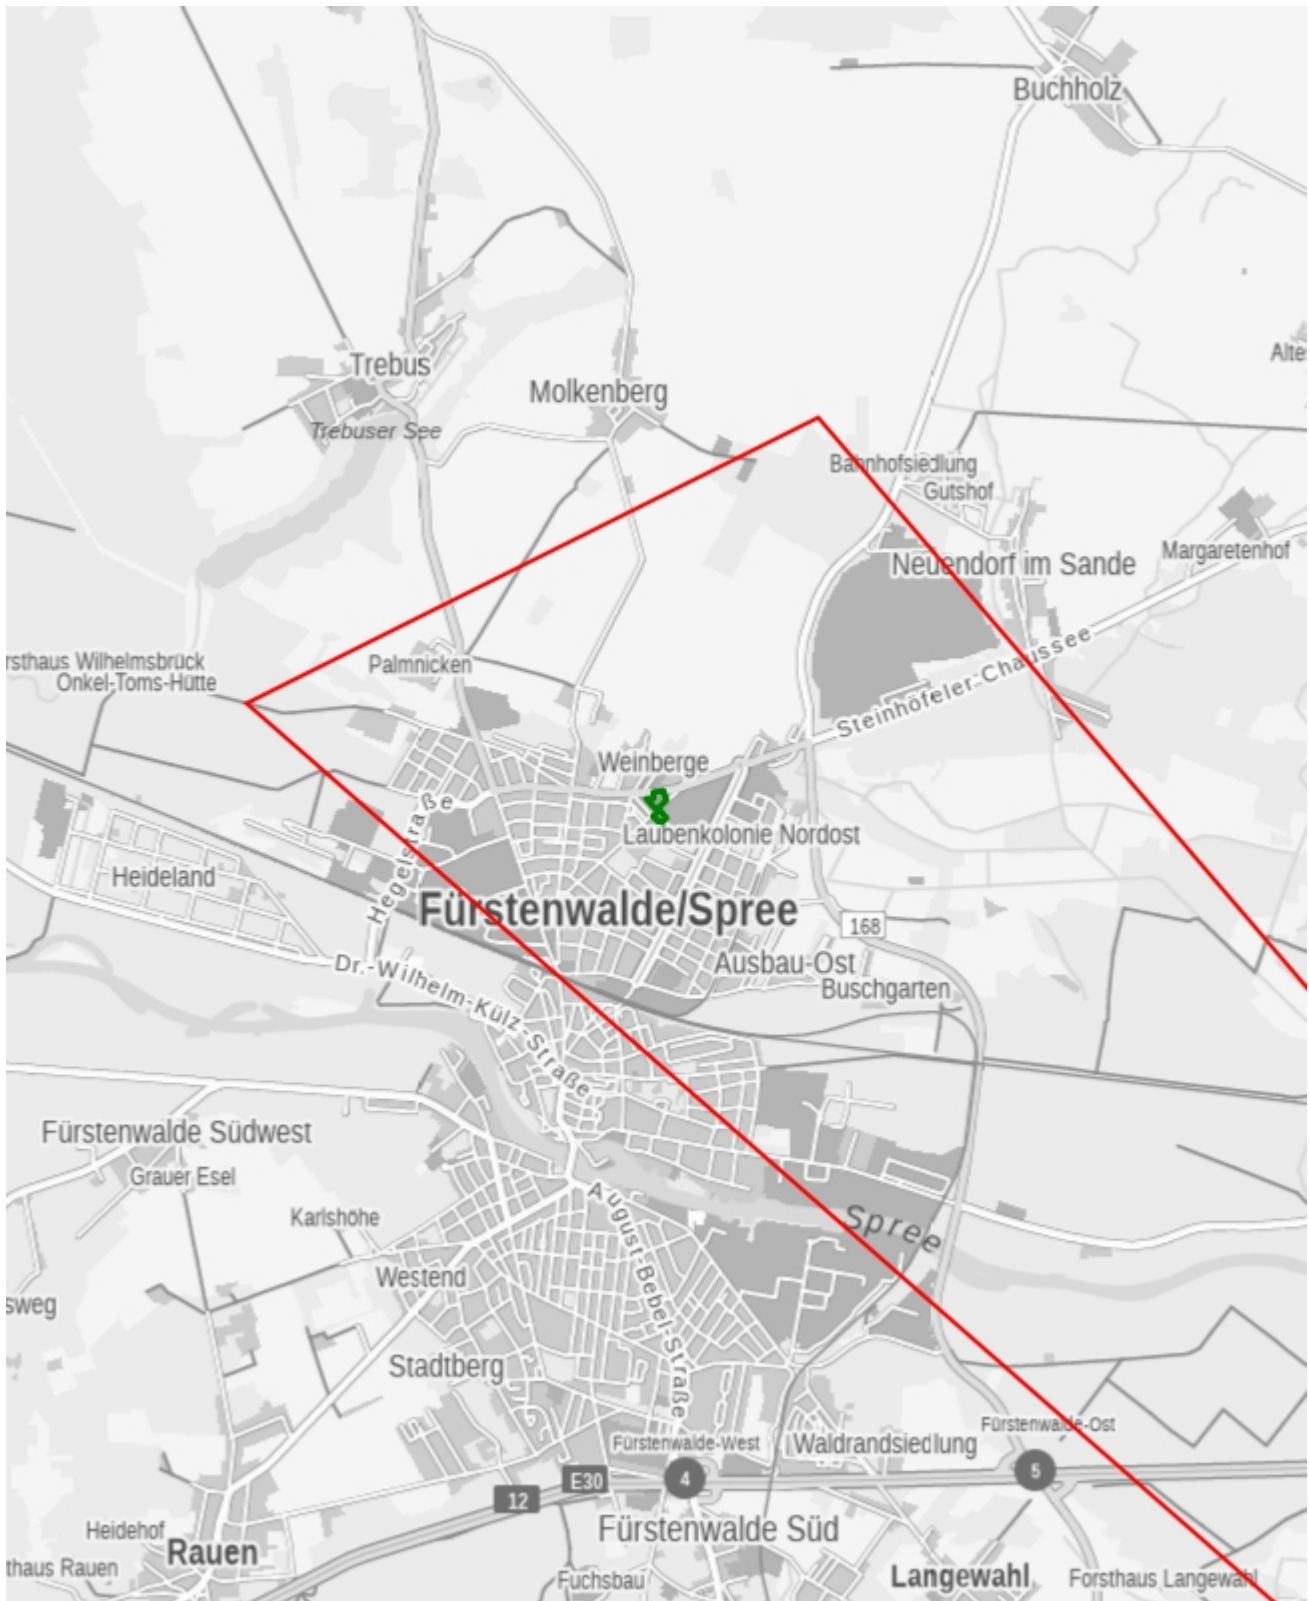 Buchholz
Alte
Trebus
Molkenberg
Trebuser See
Bahnhofsiedlung
Gutshof
Neuendorf im Sande
Margaretenhof
rsthaus Wilhelmsbrück
Onkel-Toms-Hütte
Palmnicken
Steinhöfeler-Chaussee
Weinberge
Hegelstraße
Laubenkolonie Nordost
Heideland
Fürstenwalde/Spree
168
Dr.-Wilhelm-Külz-Straße
Ausbau-Ost
Buschgarten
Fürstenwalde Südwest
Grauer Esel
Karlshöhe
August-Bebel-Straße
Spree
Westend
sweg
Stadtberg
Fürstenwalde-Ost
Fürstenwalde-West
Waldrandsiedlung
E30
4
5
12
Heidehof
Fürstenwalde Süd
Rauen
thaus Rauen
Fuchsbau
Langewahl
Forsthaus Langewahl